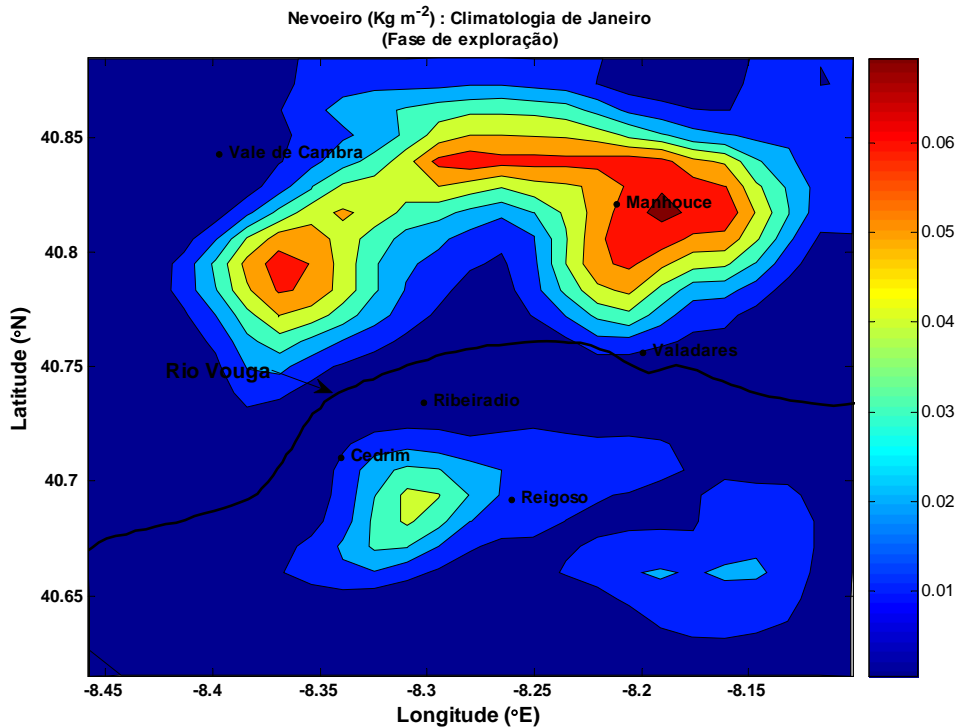 Nevoeiro (Kg m⁻²) : Climatologia de Janeiro
(Fase de exploração)
Vale de Cambra
Manhouce
Valadares
Rio Vouga
Ribeiradio
Cedrim
Reigoso
Latitude (ºN)
40.85
40.8
40.75
40.7
40.65
-8.45
-8.4
-8.35
-8.3
-8.25
-8.2
-8.15
Longitude (ºE)
0.06
0.05
0.04
0.03
0.02
0.01